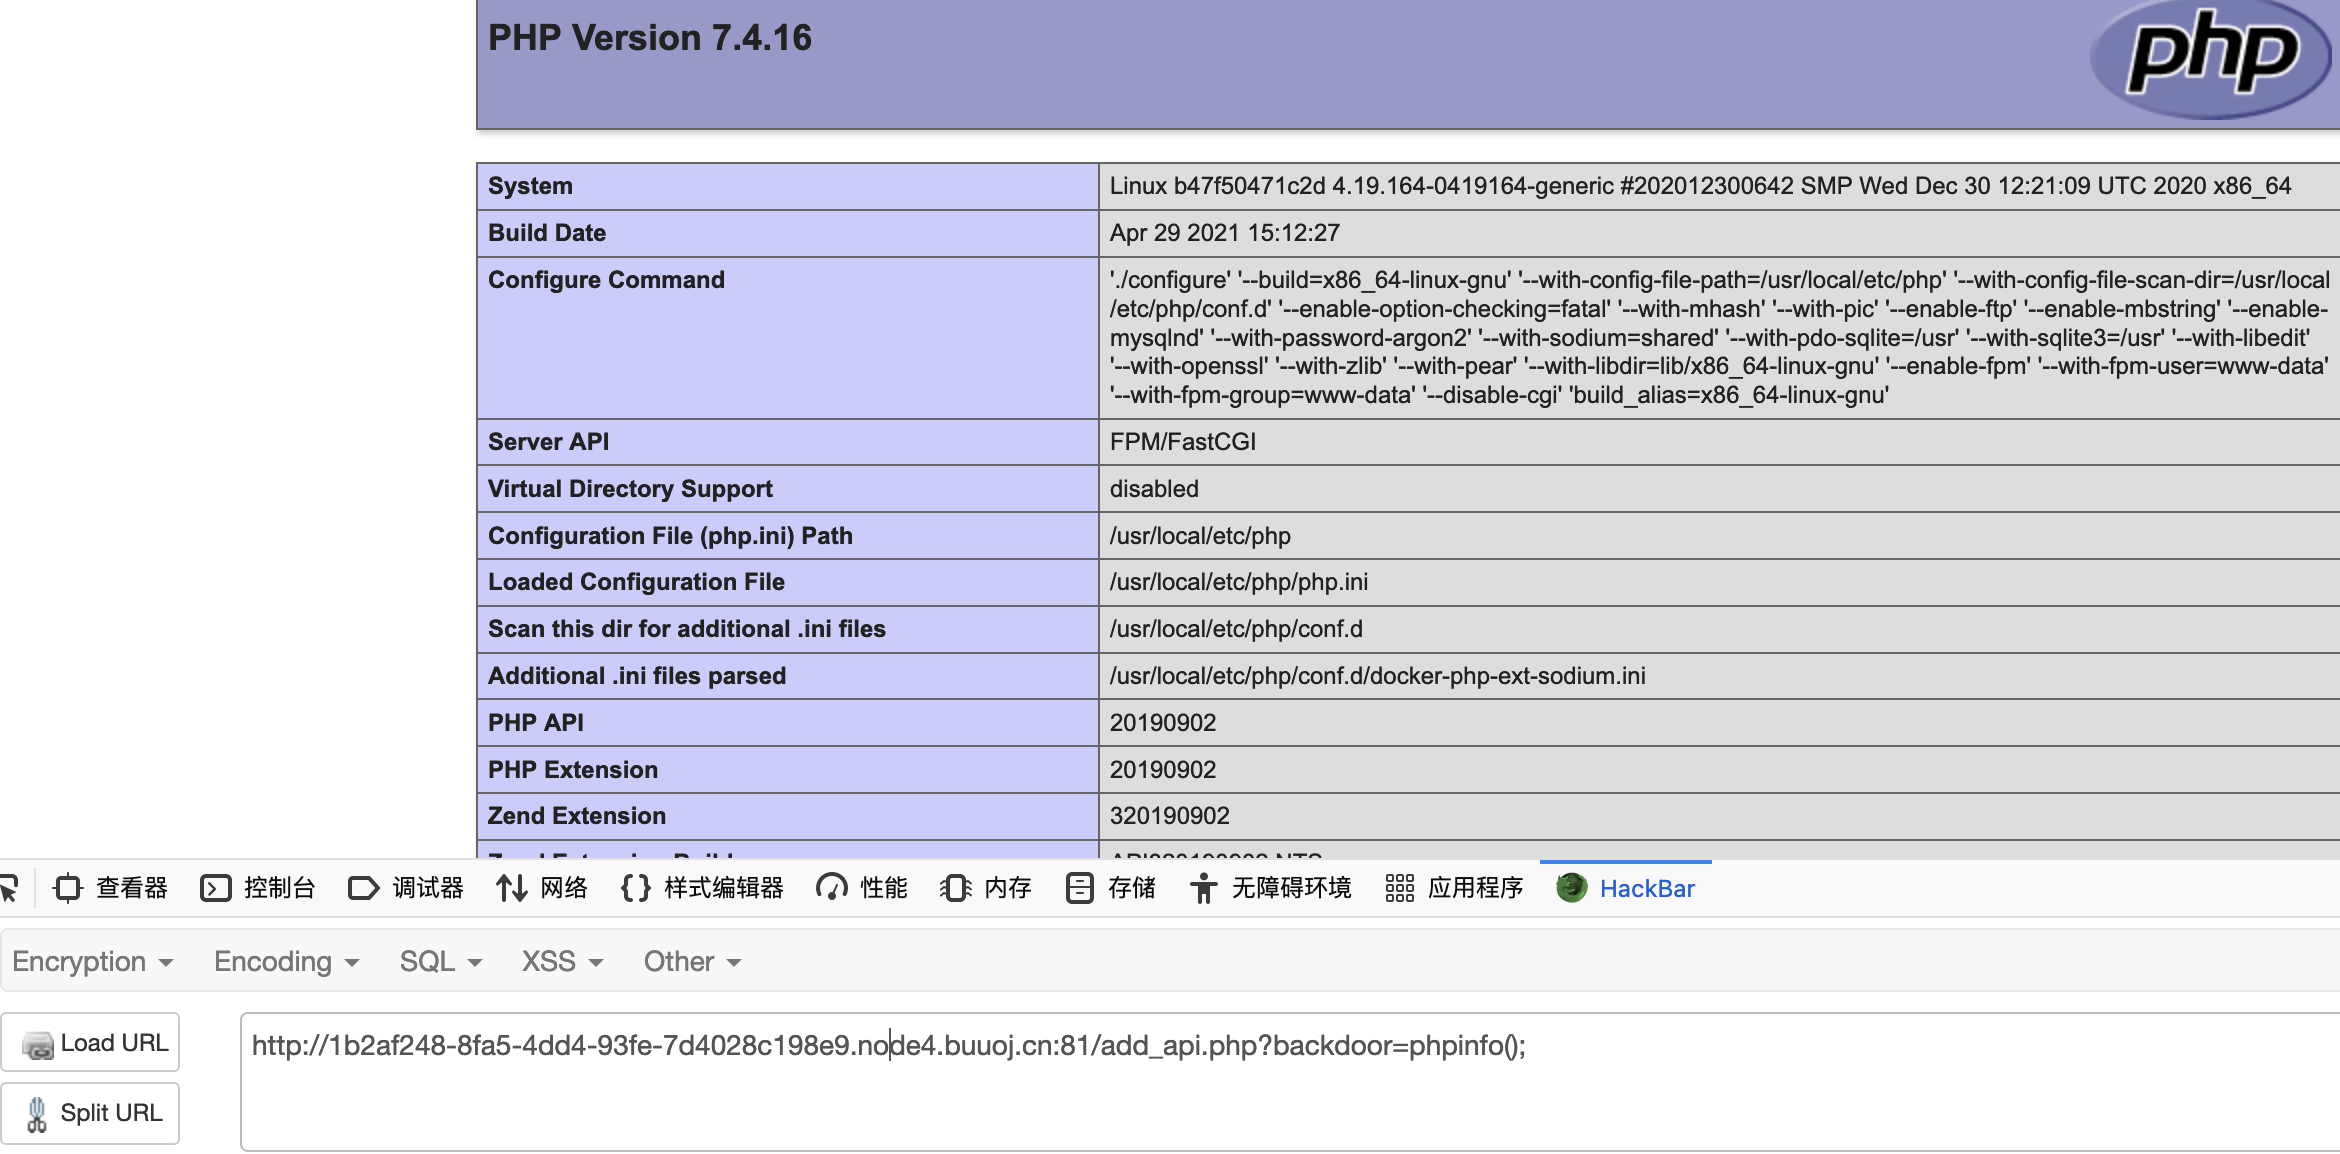 PHP Version 7.4.16
php
System
Linux b47f50471c2d 4.19.164-0419164-generic #202012300642 SMP Wed Dec 30 12:21:09 UTC 2020 x86_64
Build Date
Apr 29 2021 15:12:27
Configure Command
'./configure' '--build=x86_64-linux-gnu' '--with-config-file-path=/usr/local/etc/php' '--with-config-file-scan-dir=/usr/local
/etc/php/conf.d' '--enable-option-checking=fatal' '--with-mhash' '--with-pic' '--enable-ftp' '--enable-mbstring' '--enable-
mysqlnd' '--with-password-argon2' '--with-sodium=shared' '--with-pdo-sqlite=/usr' '--with-sqlite3=/usr' '--with-libedit'
'--with-openssl' '--with-zlib' '--with-pear' '--with-libdir=lib/x86_64-linux-gnu' '--enable-fpm' '--with-fpm-user=www-data'
'--with-fpm-group=www-data' '--disable-cgi' 'build_alias=x86_64-linux-gnu'
Server API
FPM/FastCGI
Virtual Directory Support
disabled
Configuration File (php.ini) Path
/usr/local/etc/php
Loaded Configuration File
/usr/local/etc/php/php.ini
Scan this dir for additional .ini files
/usr/local/etc/php/conf.d
Additional .ini files parsed
/usr/local/etc/php/conf.d/docker-php-ext-sodium.ini
PHP API
20190902
PHP Extension
20190902
Zend Extension
320190902
Zend Extension Build
API320190902,NTS
查看器 控制台 调试器 网络 样式编辑器 性能 内存 存储 无障碍环境 应用程序 HackBar
Encryption Encoding SQL XSS Other
Load URL
http://1b2af248-8fa5-4dd4-93fe-7d4028c198e9.node4.buuoj.cn:81/add_api.php?backdoor=phpinfo();
Split URL